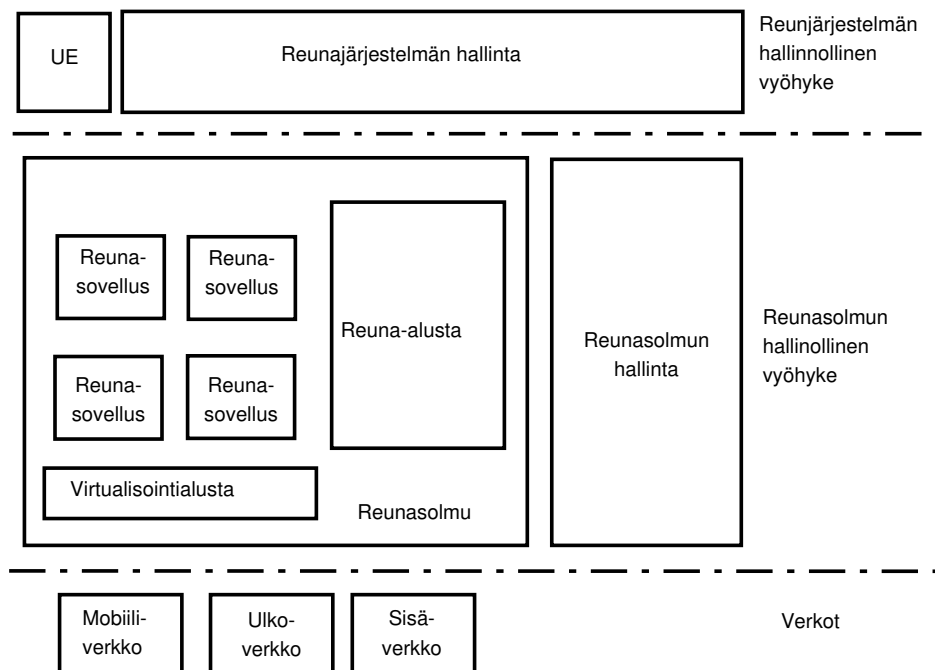 UE
Reunajärjestelmän hallinta
Reunjärjestelmän
hallinnollinen
vyöhyke
Reuna-
sovellus
Reuna-
sovellus
Reuna-
sovellus
Reuna-
sovellus
Reuna-alusta
Virtualisointialusta
Reunasolmu
Reunasolmun
hallinta
Reunasolmun
hallinollinen
vyöhyke
Mobiili-
verkko
Ulko-
verkko
Sisä-
verkko
Verkot